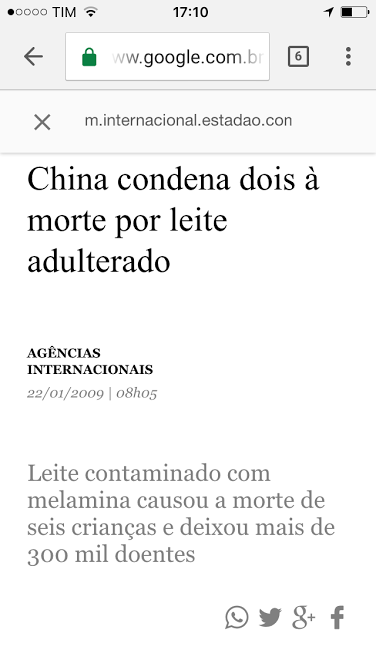 TIM 17:10
ww.google.com.br 6
m.internacional.estadao.con
China condena dois à
morte por leite
adulterado
AGÊNCIAS
INTERNACIONAIS
22/01/2009 | 08h05
Leite contaminado com
melamina causou a morte de
seis crianças e deixou mais de
300 mil doentes